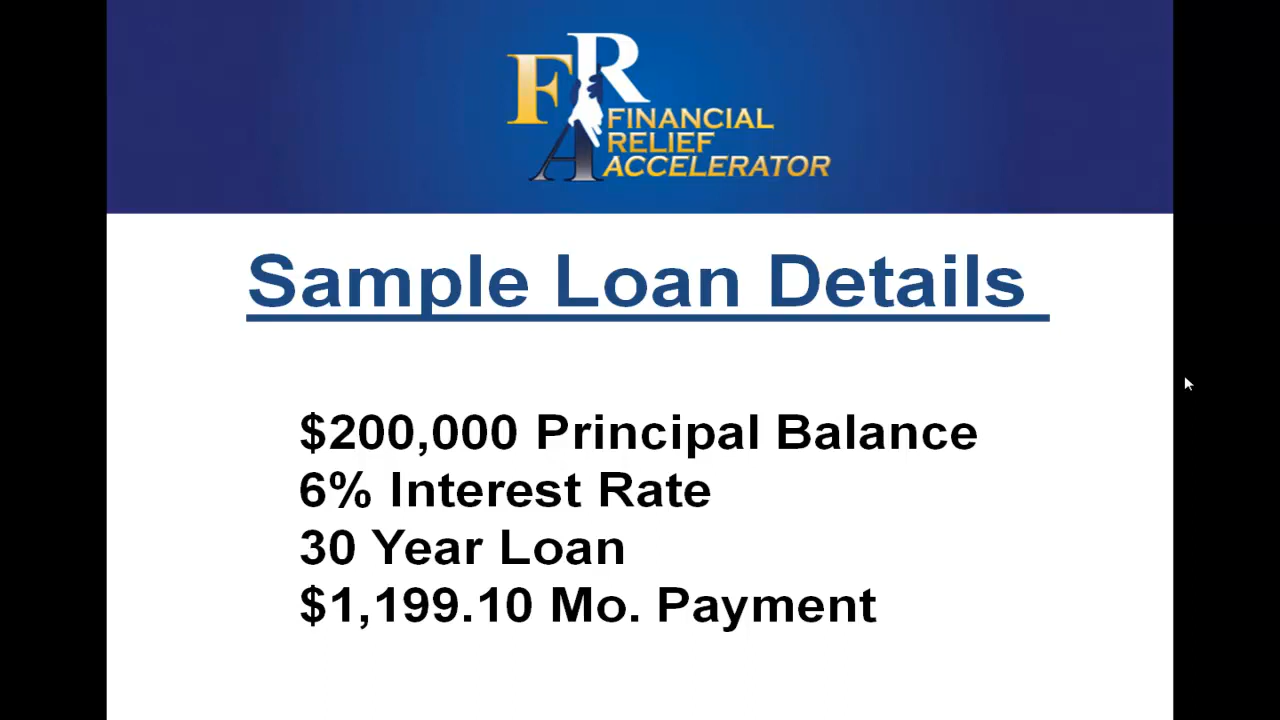 FRA
FINANCIAL
RELIEF
ACCELERATOR
Sample Loan Details
$200,000 Principal Balance
6% Interest Rate
30 Year Loan
$1,199.10 Mo. Payment